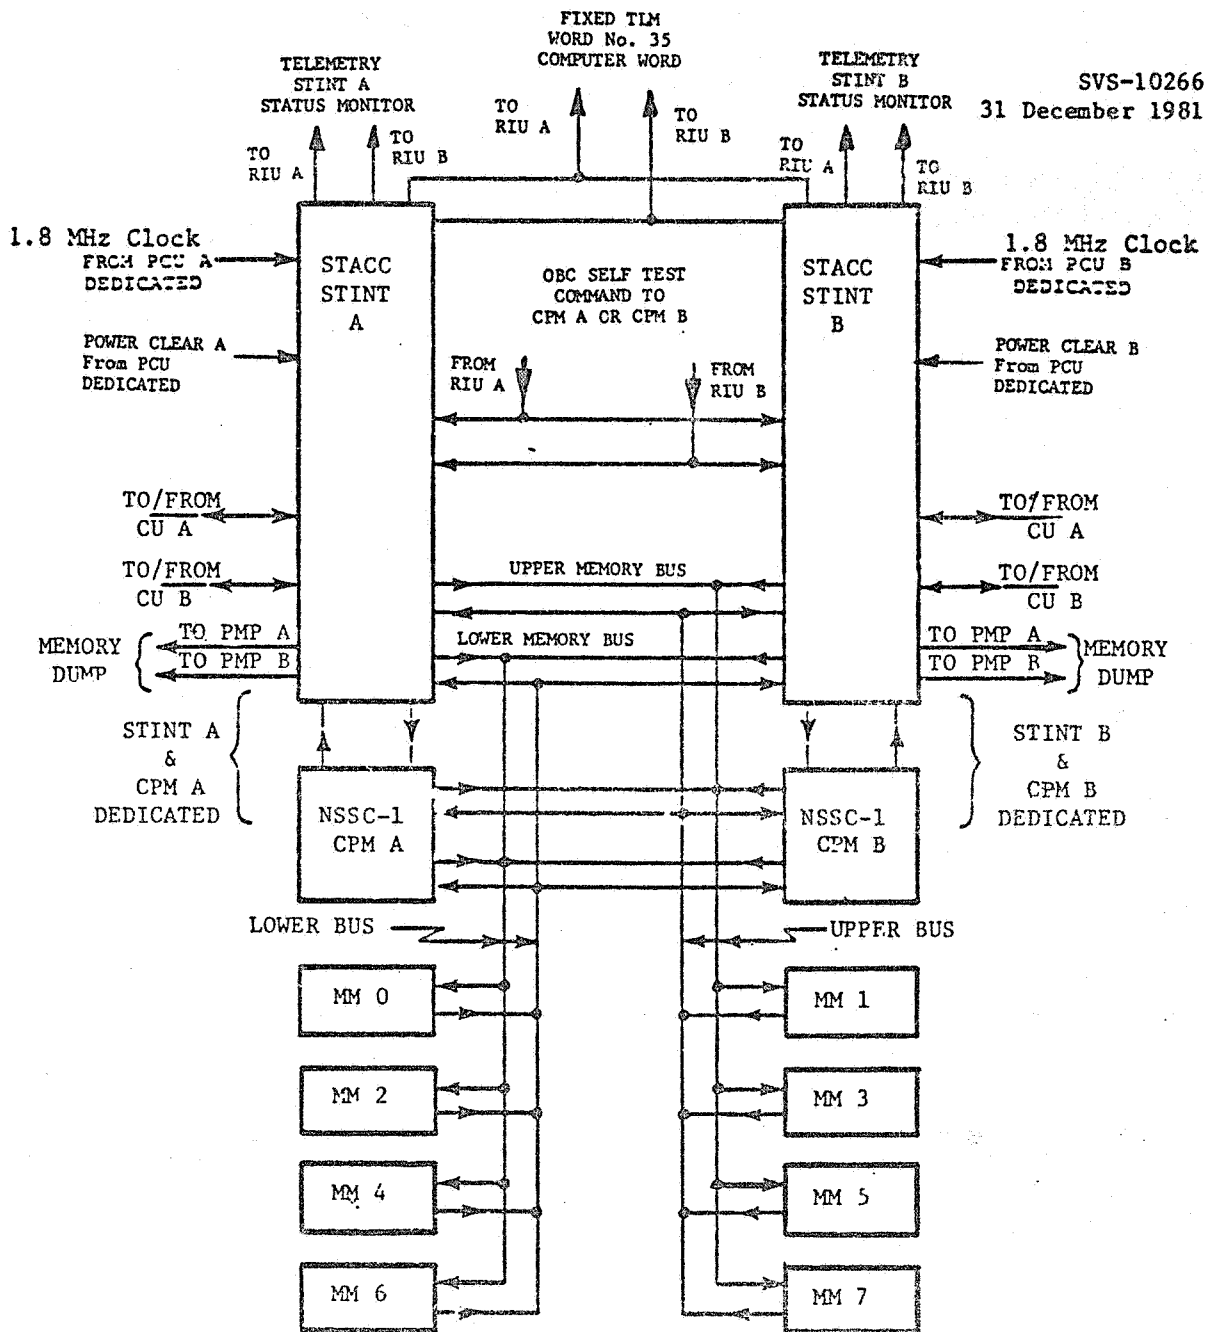 FIXED TLM
WORD No. 35
COMPUTER WORD
TELEMETRY
STINT A
STATUS MONITOR
TELEMETRY
STINT B
STATUS MONITOR
SVS-10266
31 December 1981
TO
RIU A
TO
RIU B
TO
RIU A
TO
RIU B
TO
RIU A
TO
RIU B
1.8 MHz Clock
FROM PCU A
DEDICATED
STACC
STINT
A
OBC SELF TEST
COMMAND TO
CPM A OR CPM B
STACC
STINT
B
1.8 MHz Clock
FROM PCU B
DEDICATED
POWER CLEAR A
From PCU
DEDICATED
FROM
RIU A
FROM
RIU B
POWER CLEAR B
From PCU
DEDICATED
TO/FROM
CU A
TO/FROM
CU A
TO/FROM
CU B
UPPER MEMORY BUS
TO/FROM
CU B
MEMORY
DUMP
TO PMP A
TO PMP B
LOWER MEMORY BUS
TO PMP A
TO PMP B
MEMORY
DUMP
STINT A
&
CPM A
DEDICATED
STINT B
&
CPM B
DEDICATED
NSSC-1
CPM A
NSSC-1
CPM B
LOWER BUS
UPPER BUS
MM 0
MM 1
MM 2
MM 3
MM 4
MM 5
MM 6
MM 7